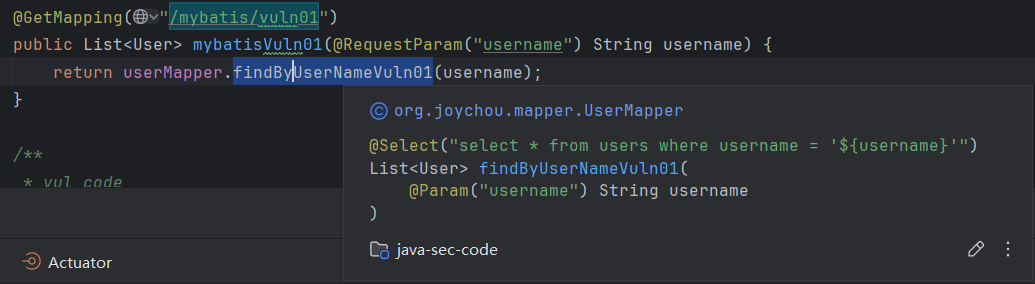 @GetMapping("/mybatis/vuln01")
public List<User> mybatisVuln01(@RequestParam("username") String username) {
    return userMapper.findByUserNameVuln01(username);
}
org.joychou.mapper.UserMapper
@Select("select * from users where username = '${username}'")
List<User> findByUserNameVuln01(
    @Param("username") String username
)
/**
 * vul code
java-sec-code
Actuator